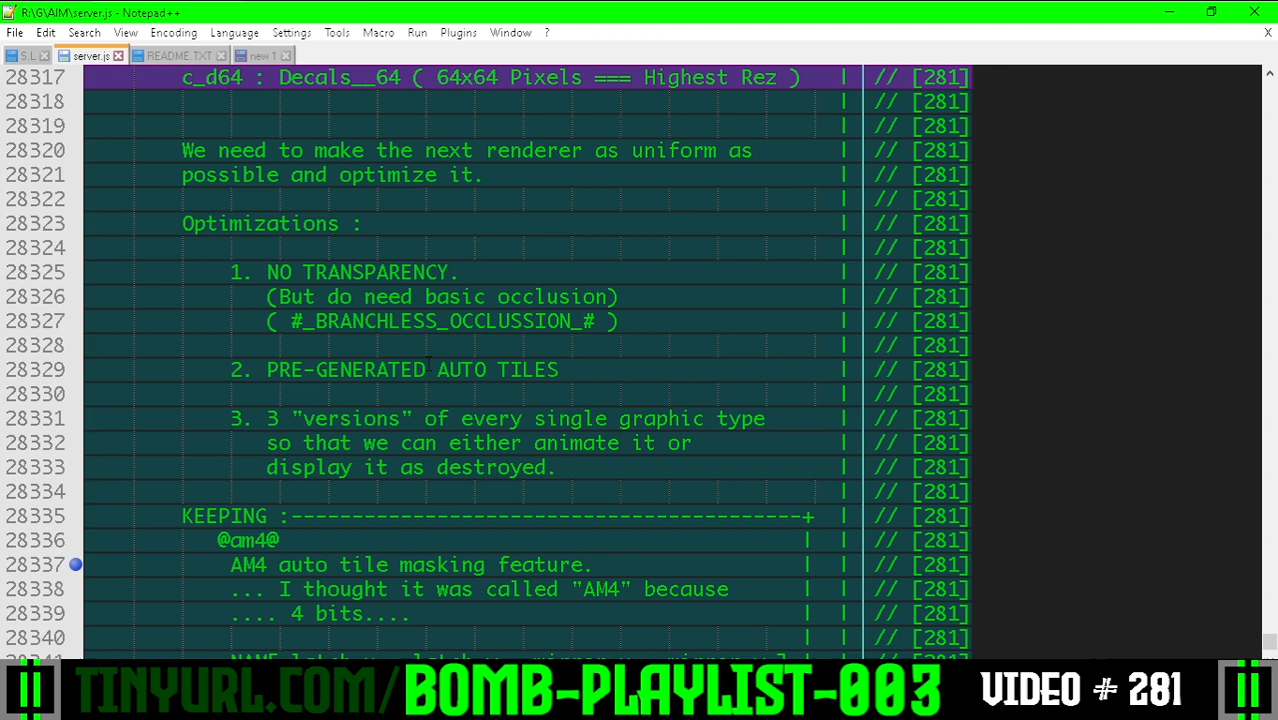 R:\G\AIM\server.js - Notepad++
File Edit Search View Encoding Language Settings Tools Macro Run Plugins Window ? X
S.L server.js README.TXT new 1
28317 c_d64 : Decals__64 ( 64x64 Pixels === Highest Rez ) | // [281]
28318 | // [281]
28319 | // [281]
28320 We need to make the next renderer as uniform as | // [281]
28321 possible and optimize it. | // [281]
28322 | // [281]
28323 Optimizations : | // [281]
28324 | // [281]
28325 1. NO TRANSPARENCY. | // [281]
28326 (But do need basic occlusion) | // [281]
28327 ( #_BRANCHLESS_OCCLUSSION_# ) | // [281]
28328 | // [281]
28329 2. PRE-GENERATED AUTO TILES | // [281]
28330 | // [281]
28331 3. 3 "versions" of every single graphic type | // [281]
28332 so that we can either animate it or | // [281]
28333 display it as destroyed. | // [281]
28334 | // [281]
28335 KEEPING :------------------------------------------+ | // [281]
28336 @am4@ | | // [281]
28337 AM4 auto tile masking feature. | | // [281]
28338 ... I thought it was called "AM4" because | | // [281]
28339 .... 4 bits.... | | // [281]
28340 | | // [281]
TINYURL.COM/BOMB-PLAYLIST-003 VIDEO # 281